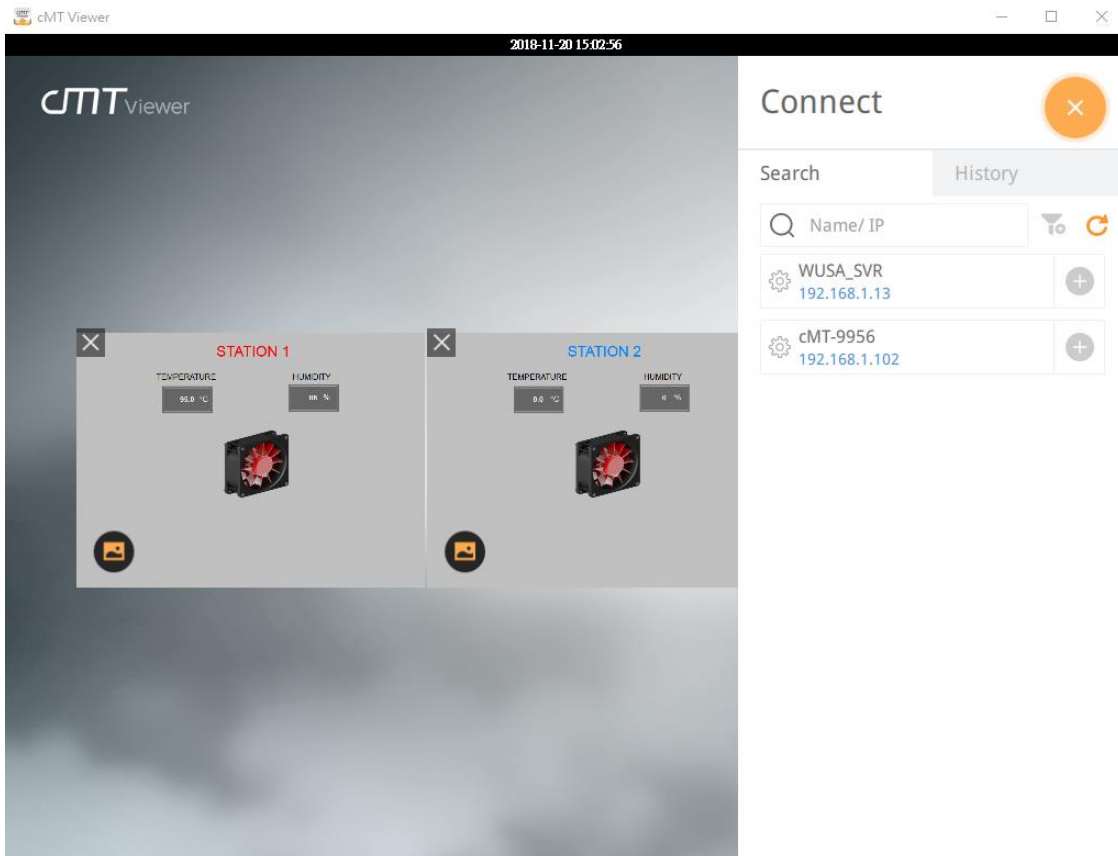 cMT Viewer
2018-11-20 15:02:56
cMT Viewer
Connect
Search History
Name/ IP
WUSA_SVR
192.168.1.13
cMT-9956
192.168.1.102
STATION 1
TEMPERATURE HUMIDITY
°C %
STATION 2
TEMPERATURE HUMIDITY
0.0 °C 0 %